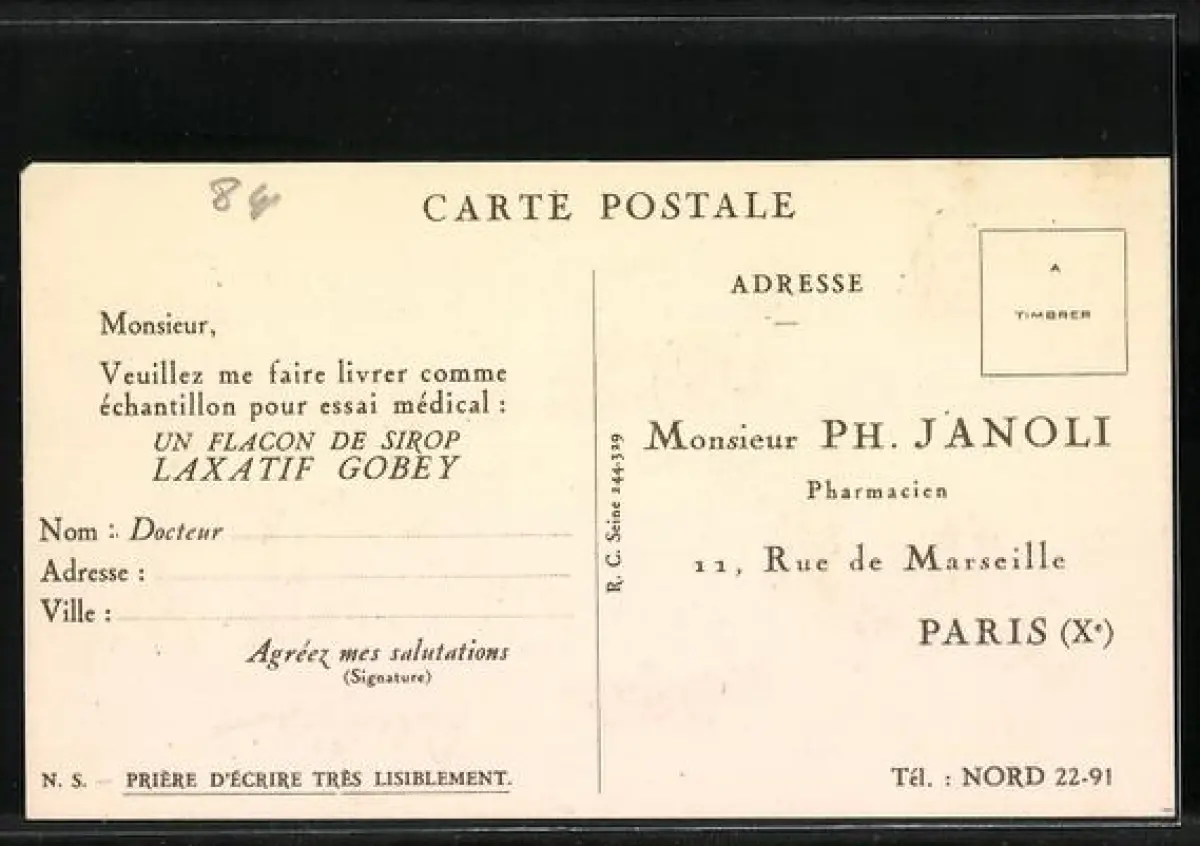 CARTE POSTALE
Monsieur,
Veuillez me faire livrer comme
échantillon pour essai médical :
UN FLACON DE SIROP
LAXATIF GOBEY
Nom : Docteur
Adresse :
Ville :
Agréez mes salutations
(Signature)
N. S. — PRIÈRE D'ÉCRIRE TRÈS LISIBLEMENT.
R. C. Seine 244-329
ADRESSE
A
TIMBRER
Monsieur PH. JANOLI
Pharmacien
11, Rue de Marseille
PARIS (Xe)
Tél. : NORD 22-91